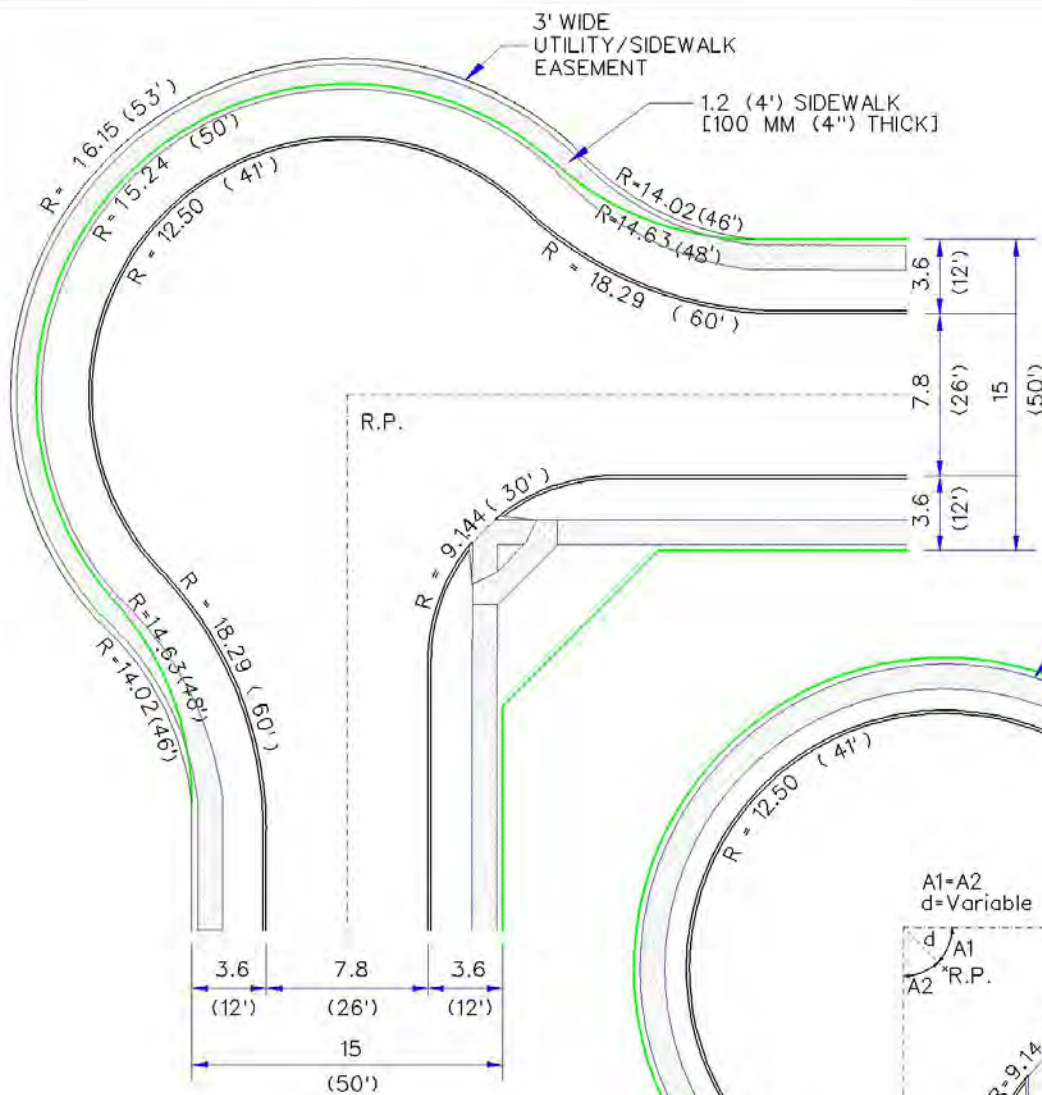 3' WIDE
UTILITY/SIDEWALK
EASEMENT
1.2 (4') SIDEWALK
[100 MM (4") THICK]
R= 16.15 (53')
R=15.24 (50')
R = 12.50 (41')
R=14.02(46')
R=14.63(48')
R = 18.29 (60')
3.6
(12')
7.8
(26')
15
(50')
3.6
(12')
R.P.
R = 9.144 (30')
R = 18.29 (60')
R=14.63(48')
R=14.02(46')
R = 12.50 (41')
A1=A2
d=Variable
d
A1
A2
R.P.
R=9.14
3.6
(12')
7.8
(26')
3.6
(12')
15
(50')